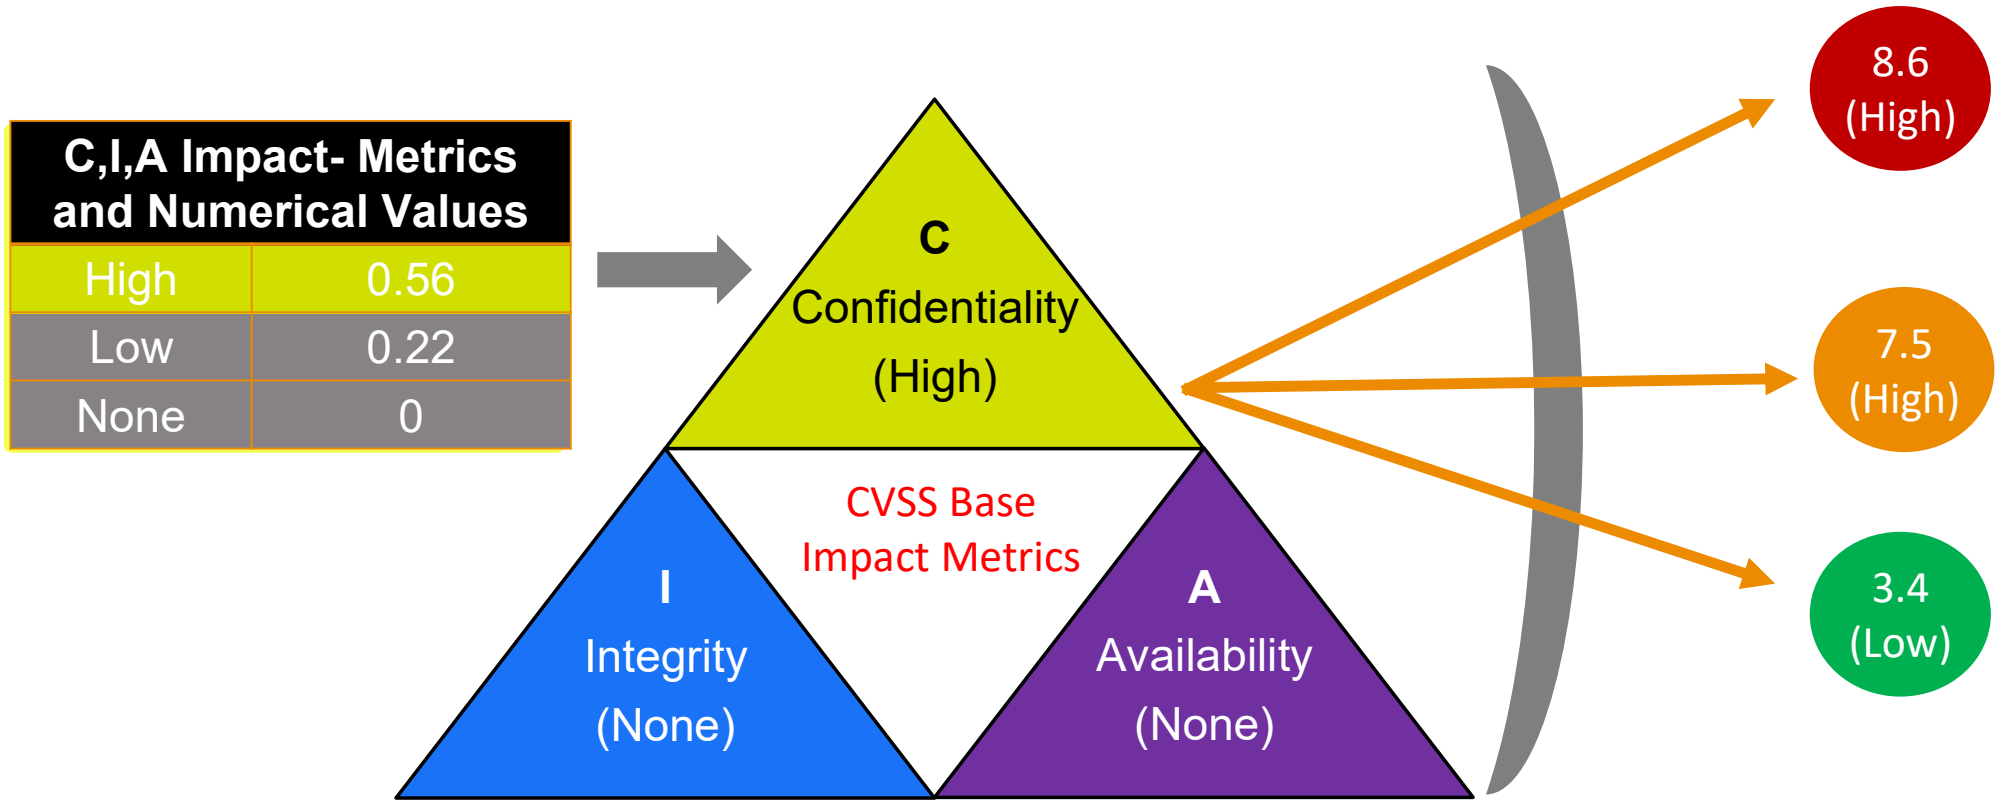 C,I,A Impact- Metrics
and Numerical Values
High 0.56
Low 0.22
None 0
C
Confidentiality
(High)
CVSS Base
Impact Metrics
I
Integrity
(None)
A
Availability
(None)
8.6
(High)
7.5
(High)
3.4
(Low)